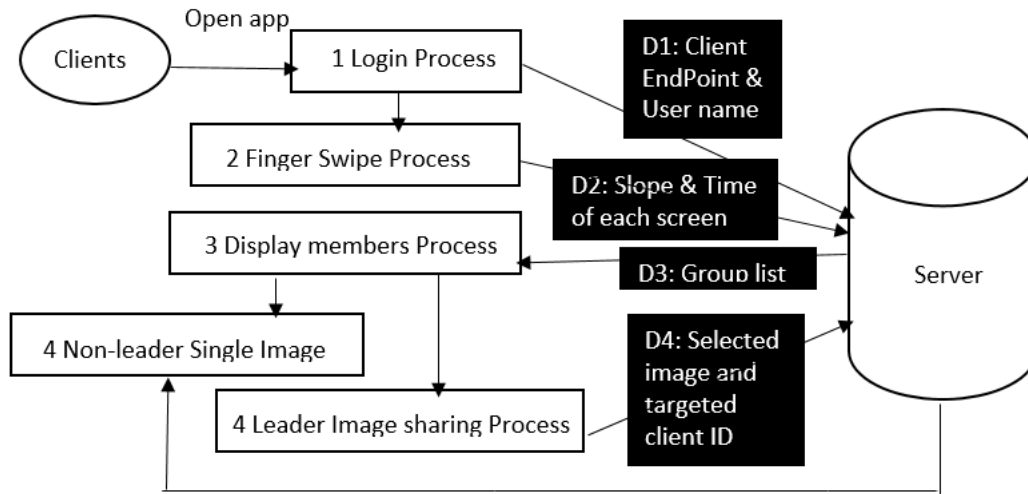 Open app
Clients
1 Login Process
D1: Client
EndPoint &
User name
2 Finger Swipe Process
D2: Slope & Time
of each screen
3 Display members Process
D3: Group list
Server
4 Non-leader Single Image
D4: Selected
image and
targeted
client ID
4 Leader Image sharing Process